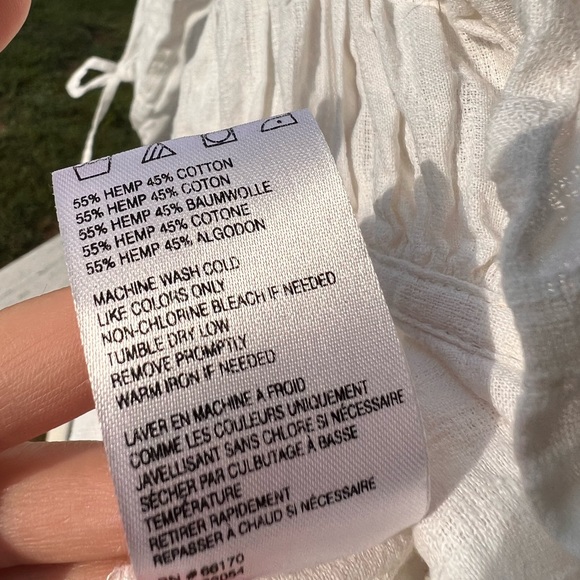 55% HEMP 45% COTTON
55% HEMP 45% COTON
55% HEMP 45% BAUMWOLLE
55% HEMP 45% COTONE
55% HEMP 45% ALGODON
MACHINE WASH COLD
LIKE COLORS ONLY
NON-CHLORINE BLEACH IF NEEDED
TUMBLE DRY LOW
REMOVE PROMPTLY
WARM IRON IF NEEDED
LAVER EN MACHINE A FROID
COMME LES COULEURS UNIQUEMENT
JAVELLISANT SANS CHLORE SI NÉCESSAIRE
SÉCHER PAR CULBUTAGE À BASSE
TEMPÉRATURE
RETIRER RAPIDEMENT
REPASSER À CHAUD SI NÉCESSAIRE
RN # 66170